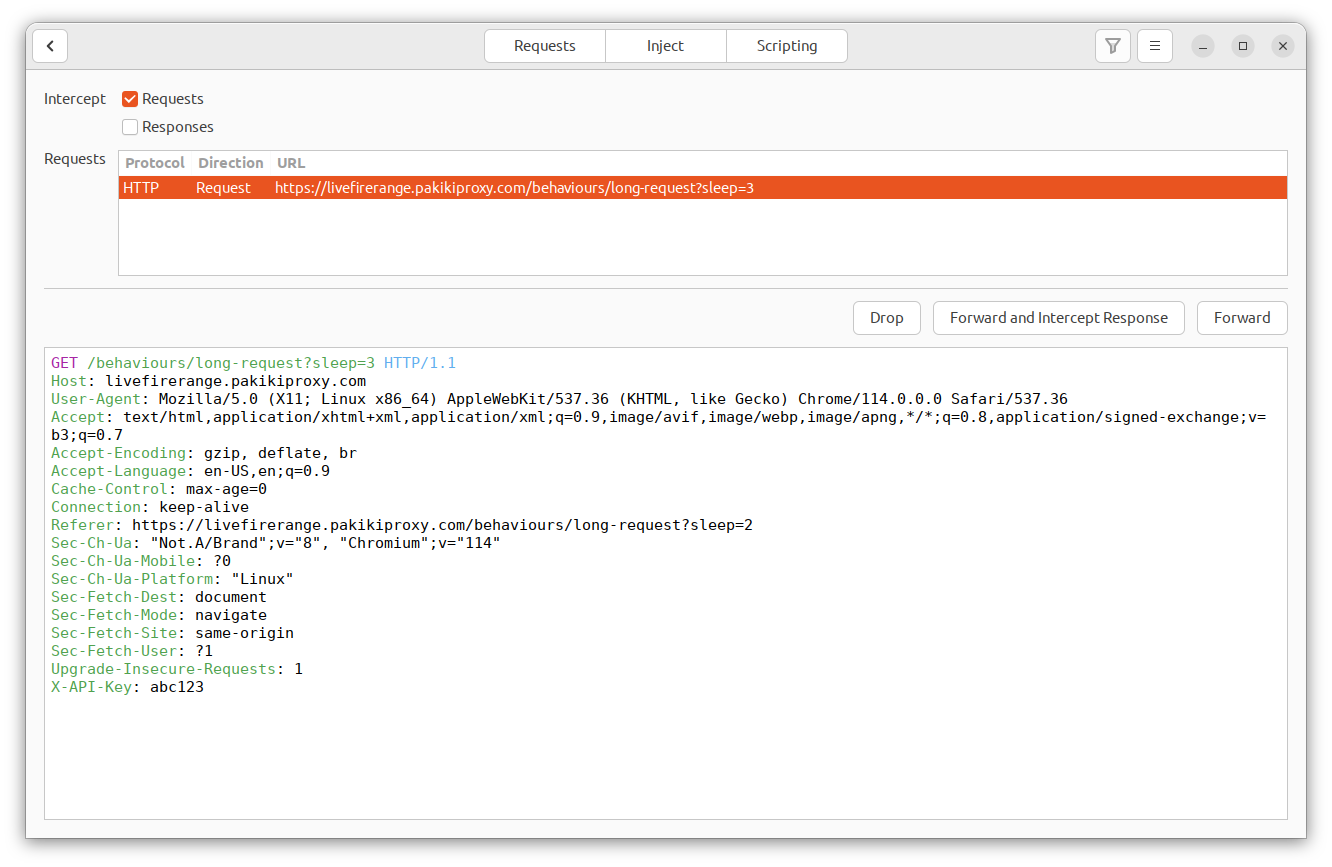 Requests Inject Scripting
Intercept Requests
Responses
Requests
Protocol Direction URL
HTTP Request https://livefirerange.pakikiproxy.com/behaviours/long-request?sleep=3
Drop Forward and Intercept Response Forward
GET /behaviours/long-request?sleep=3 HTTP/1.1
Host: livefirerange.pakikiproxy.com
User-Agent: Mozilla/5.0 (X11; Linux x86_64) AppleWebKit/537.36 (KHTML, like Gecko) Chrome/114.0.0.0 Safari/537.36
Accept: text/html,application/xhtml+xml,application/xml;q=0.9,image/avif,image/webp,image/apng,*/*;q=0.8,application/signed-exchange;v=
b3;q=0.7
Accept-Encoding: gzip, deflate, br
Accept-Language: en-US,en;q=0.9
Cache-Control: max-age=0
Connection: keep-alive
Referer: https://livefirerange.pakikiproxy.com/behaviours/long-request?sleep=2
Sec-Ch-Ua: "Not.A/Brand";v="8", "Chromium";v="114"
Sec-Ch-Ua-Mobile: ?0
Sec-Ch-Ua-Platform: "Linux"
Sec-Fetch-Dest: document
Sec-Fetch-Mode: navigate
Sec-Fetch-Site: same-origin
Sec-Fetch-User: ?1
Upgrade-Insecure-Requests: 1
X-API-Key: abc123